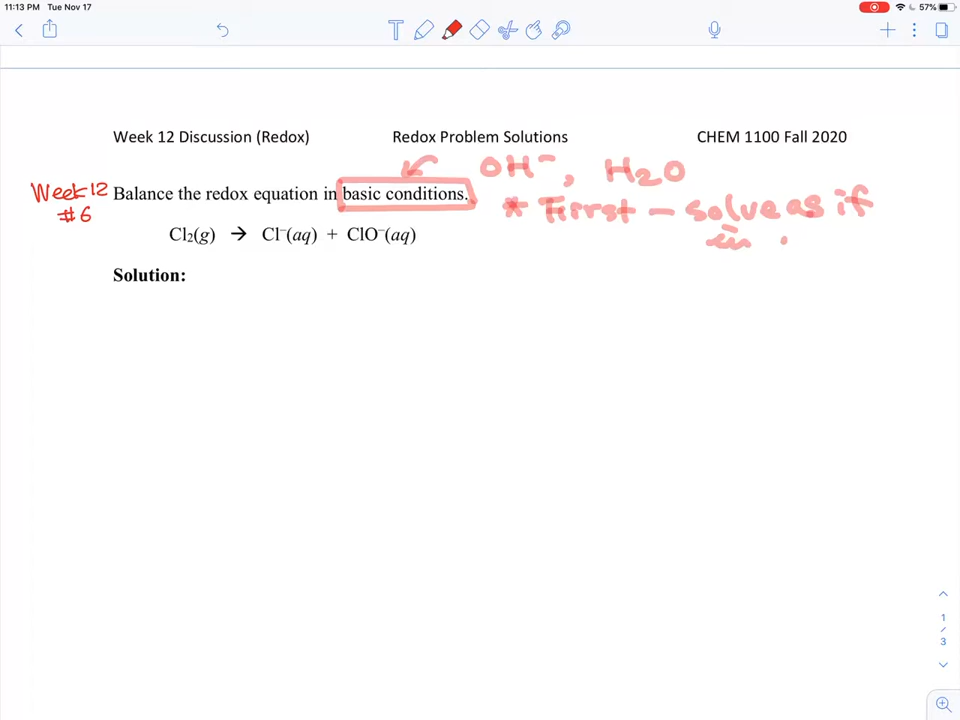 11:13 PM Tue Nov 17 57%
Week 12 Discussion (Redox) Redox Problem Solutions CHEM 1100 Fall 2020
OH⁻, H₂O
Week 12 Balance the redox equation in basic conditions. * First – solve as if
#6 in
Cl₂(g) → Cl⁻(aq) + ClO⁻(aq)
Solution:
1
/
3